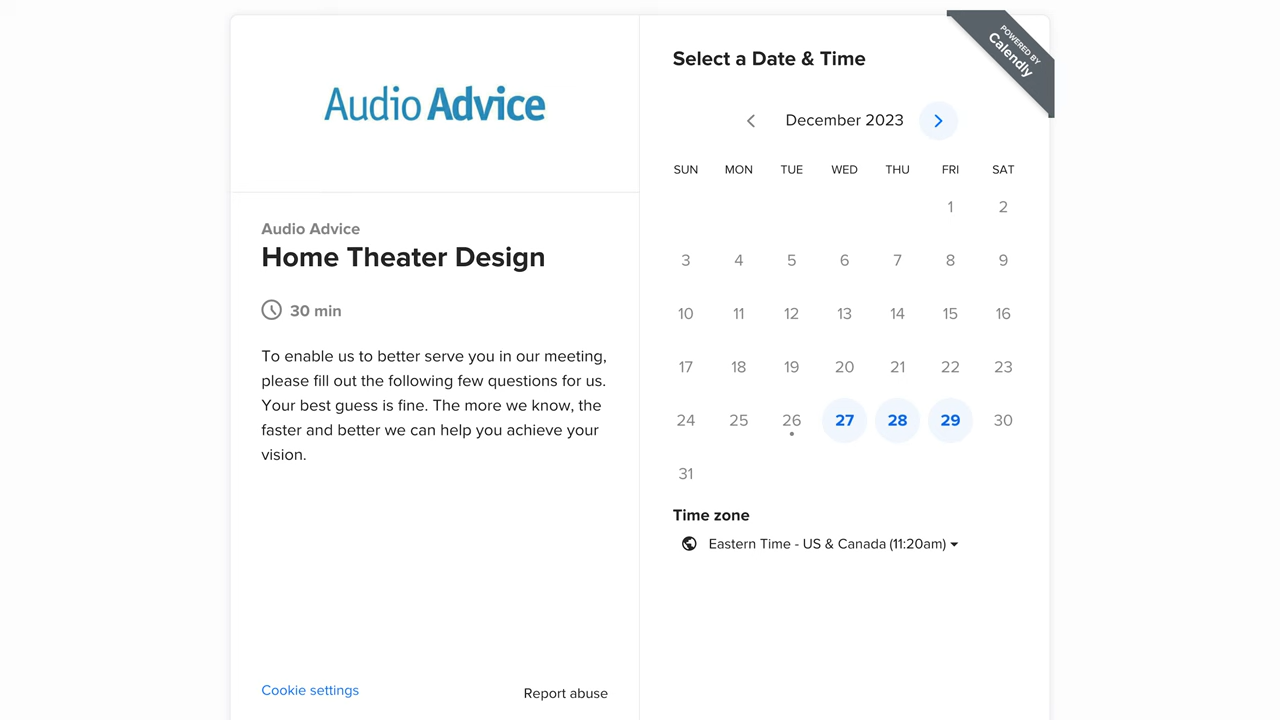 Audio Advice
Audio Advice
Home Theater Design
30 min
To enable us to better serve you in our meeting,
please fill out the following few questions for us.
Your best guess is fine. The more we know, the
faster and better we can help you achieve your
vision.
Cookie settings
Report abuse
Select a Date & Time
POWERED BY
Calendly
December 2023
SUN MON TUE WED THU FRI SAT
1 2
3 4 5 6 7 8 9
10 11 12 13 14 15 16
17 18 19 20 21 22 23
24 25 26 27 28 29 30
31
Time zone
Eastern Time - US & Canada (11:20am)